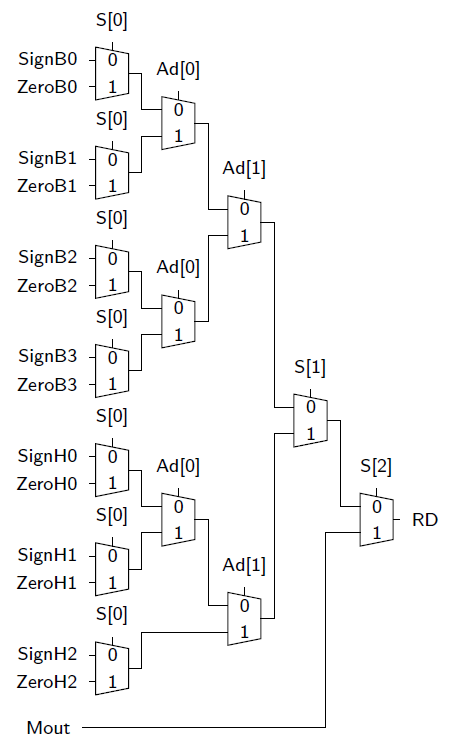 S[0]
SignB0 0
ZeroB0 1
Ad[0]
0
1
S[0]
SignB1 0
ZeroB1 1
Ad[1]
0
1
S[0]
SignB2 0
ZeroB2 1
Ad[0]
0
1
S[0]
SignB3 0
ZeroB3 1
S[1]
0
1
S[0]
SignH0 0
ZeroH0 1
Ad[0]
0
1
S[2]
0
1
RD
S[0]
SignH1 0
ZeroH1 1
Ad[1]
0
1
S[0]
SignH2 0
ZeroH2 1
Mout